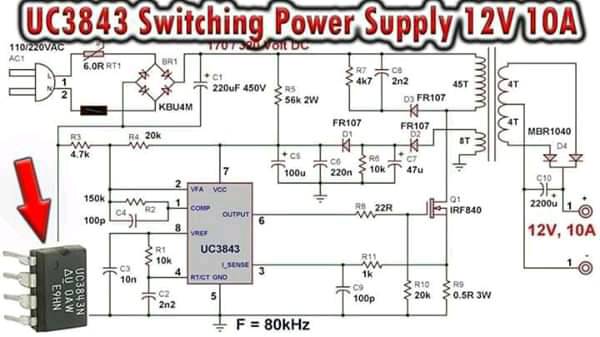 UC3843 Switching Power Supply 12V 10A
110/220VAC
AC1
L
N
1
2
6.0R RT1
BR1
KBU4M
170 / 320 Volt DC
C1
220uF 450V
R5
56k 2W
R7
4k7
C8
2n2
D3 FR107
45T
4T
4T
8T
MBR1040
D4
R3
4.7k
R4 20k
FR107
D1
FR107
D2
C5
100u
C6
220n
R6
10k
C7
47u
C10
2200u
1
12V, 10A
1
7
2
VFA VCC
150k
R2
C4
100p
1
COMP
OUTPUT
6
R8 22R
Q1
IRF840
8
VREF
UC3843
R1
10k
I_SENSE
3
R11
1k
4
RT/CT GND
5
C3
10n
C2
2n2
C9
100p
R10
20k
R9
0.5R 3W
F = 80kHz
UC3843N
E9HN